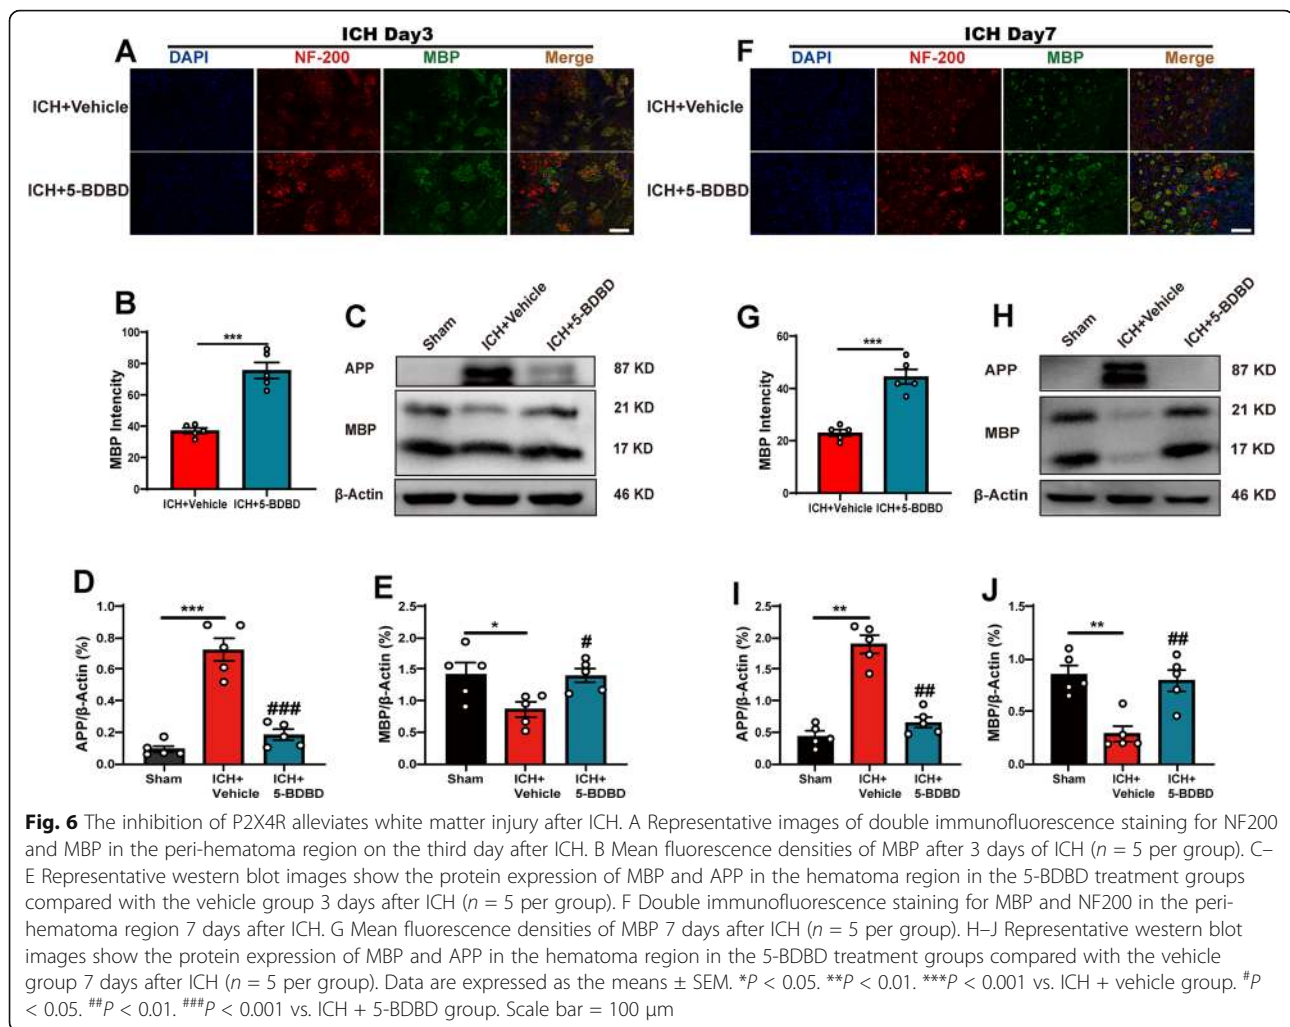 ICH Day3
A DAPI NF-200 MBP Merge
ICH+Vehicle
ICH+5-BDBD
ICH Day7
F DAPI NF-200 MBP Merge
ICH+Vehicle
ICH+5-BDBD
B
MBP Intencity
100
80
60
40
20
0
***
ICH+Vehicle ICH+5-BDBD
C
Sham ICH+Vehicle ICH+5-BDBD
APP 87 KD
21 KD
MBP
17 KD
β-Actin 46 KD
G
MBP Intencity
60
40
20
0
***
ICH+Vehicle ICH+5-BDBD
H
Sham ICH+Vehicle ICH+5-BDBD
APP 87 KD
21 KD
MBP
17 KD
β-Actin 46 KD
D
APP/β-Actin (%)
1.0
0.8
0.6
0.4
0.2
0.0
***
###
Sham ICH+ ICH+
Vehicle 5-BDBD
E
MBP/β-Actin (%)
2.5
2.0
1.5
1.0
0.5
0.0
*
#
Sham ICH+ ICH+
Vehicle 5-BDBD
I
APP/β-Actin (%)
2.5
2.0
1.5
1.0
0.5
0.0
**
##
Sham ICH+ ICH+
Vehicle 5-BDBD
J
MBP/β-Actin (%)
1.5
1.0
0.5
0.0
**
##
Sham ICH+ ICH+
Vehicle 5-BDBD
Fig. 6 The inhibition of P2X4R alleviates white matter injury after ICH. A Representative images of double immunofluorescence staining for NF200
and MBP in the peri-hematoma region on the third day after ICH. B Mean fluorescence densities of MBP after 3 days of ICH (n = 5 per group). C–
E Representative western blot images show the protein expression of MBP and APP in the hematoma region in the 5-BDBD treatment groups
compared with the vehicle group 3 days after ICH (n = 5 per group). F Double immunofluorescence staining for MBP and NF200 in the peri-
hematoma region 7 days after ICH. G Mean fluorescence densities of MBP 7 days after ICH (n = 5 per group). H–J Representative western blot
images show the protein expression of MBP and APP in the hematoma region in the 5-BDBD treatment groups compared with the vehicle
group 7 days after ICH (n = 5 per group). Data are expressed as the means ± SEM. *P < 0.05. **P < 0.01. ***P < 0.001 vs. ICH + vehicle group. #P
< 0.05. ##P < 0.01. ###P < 0.001 vs. ICH + 5-BDBD group. Scale bar = 100 μm